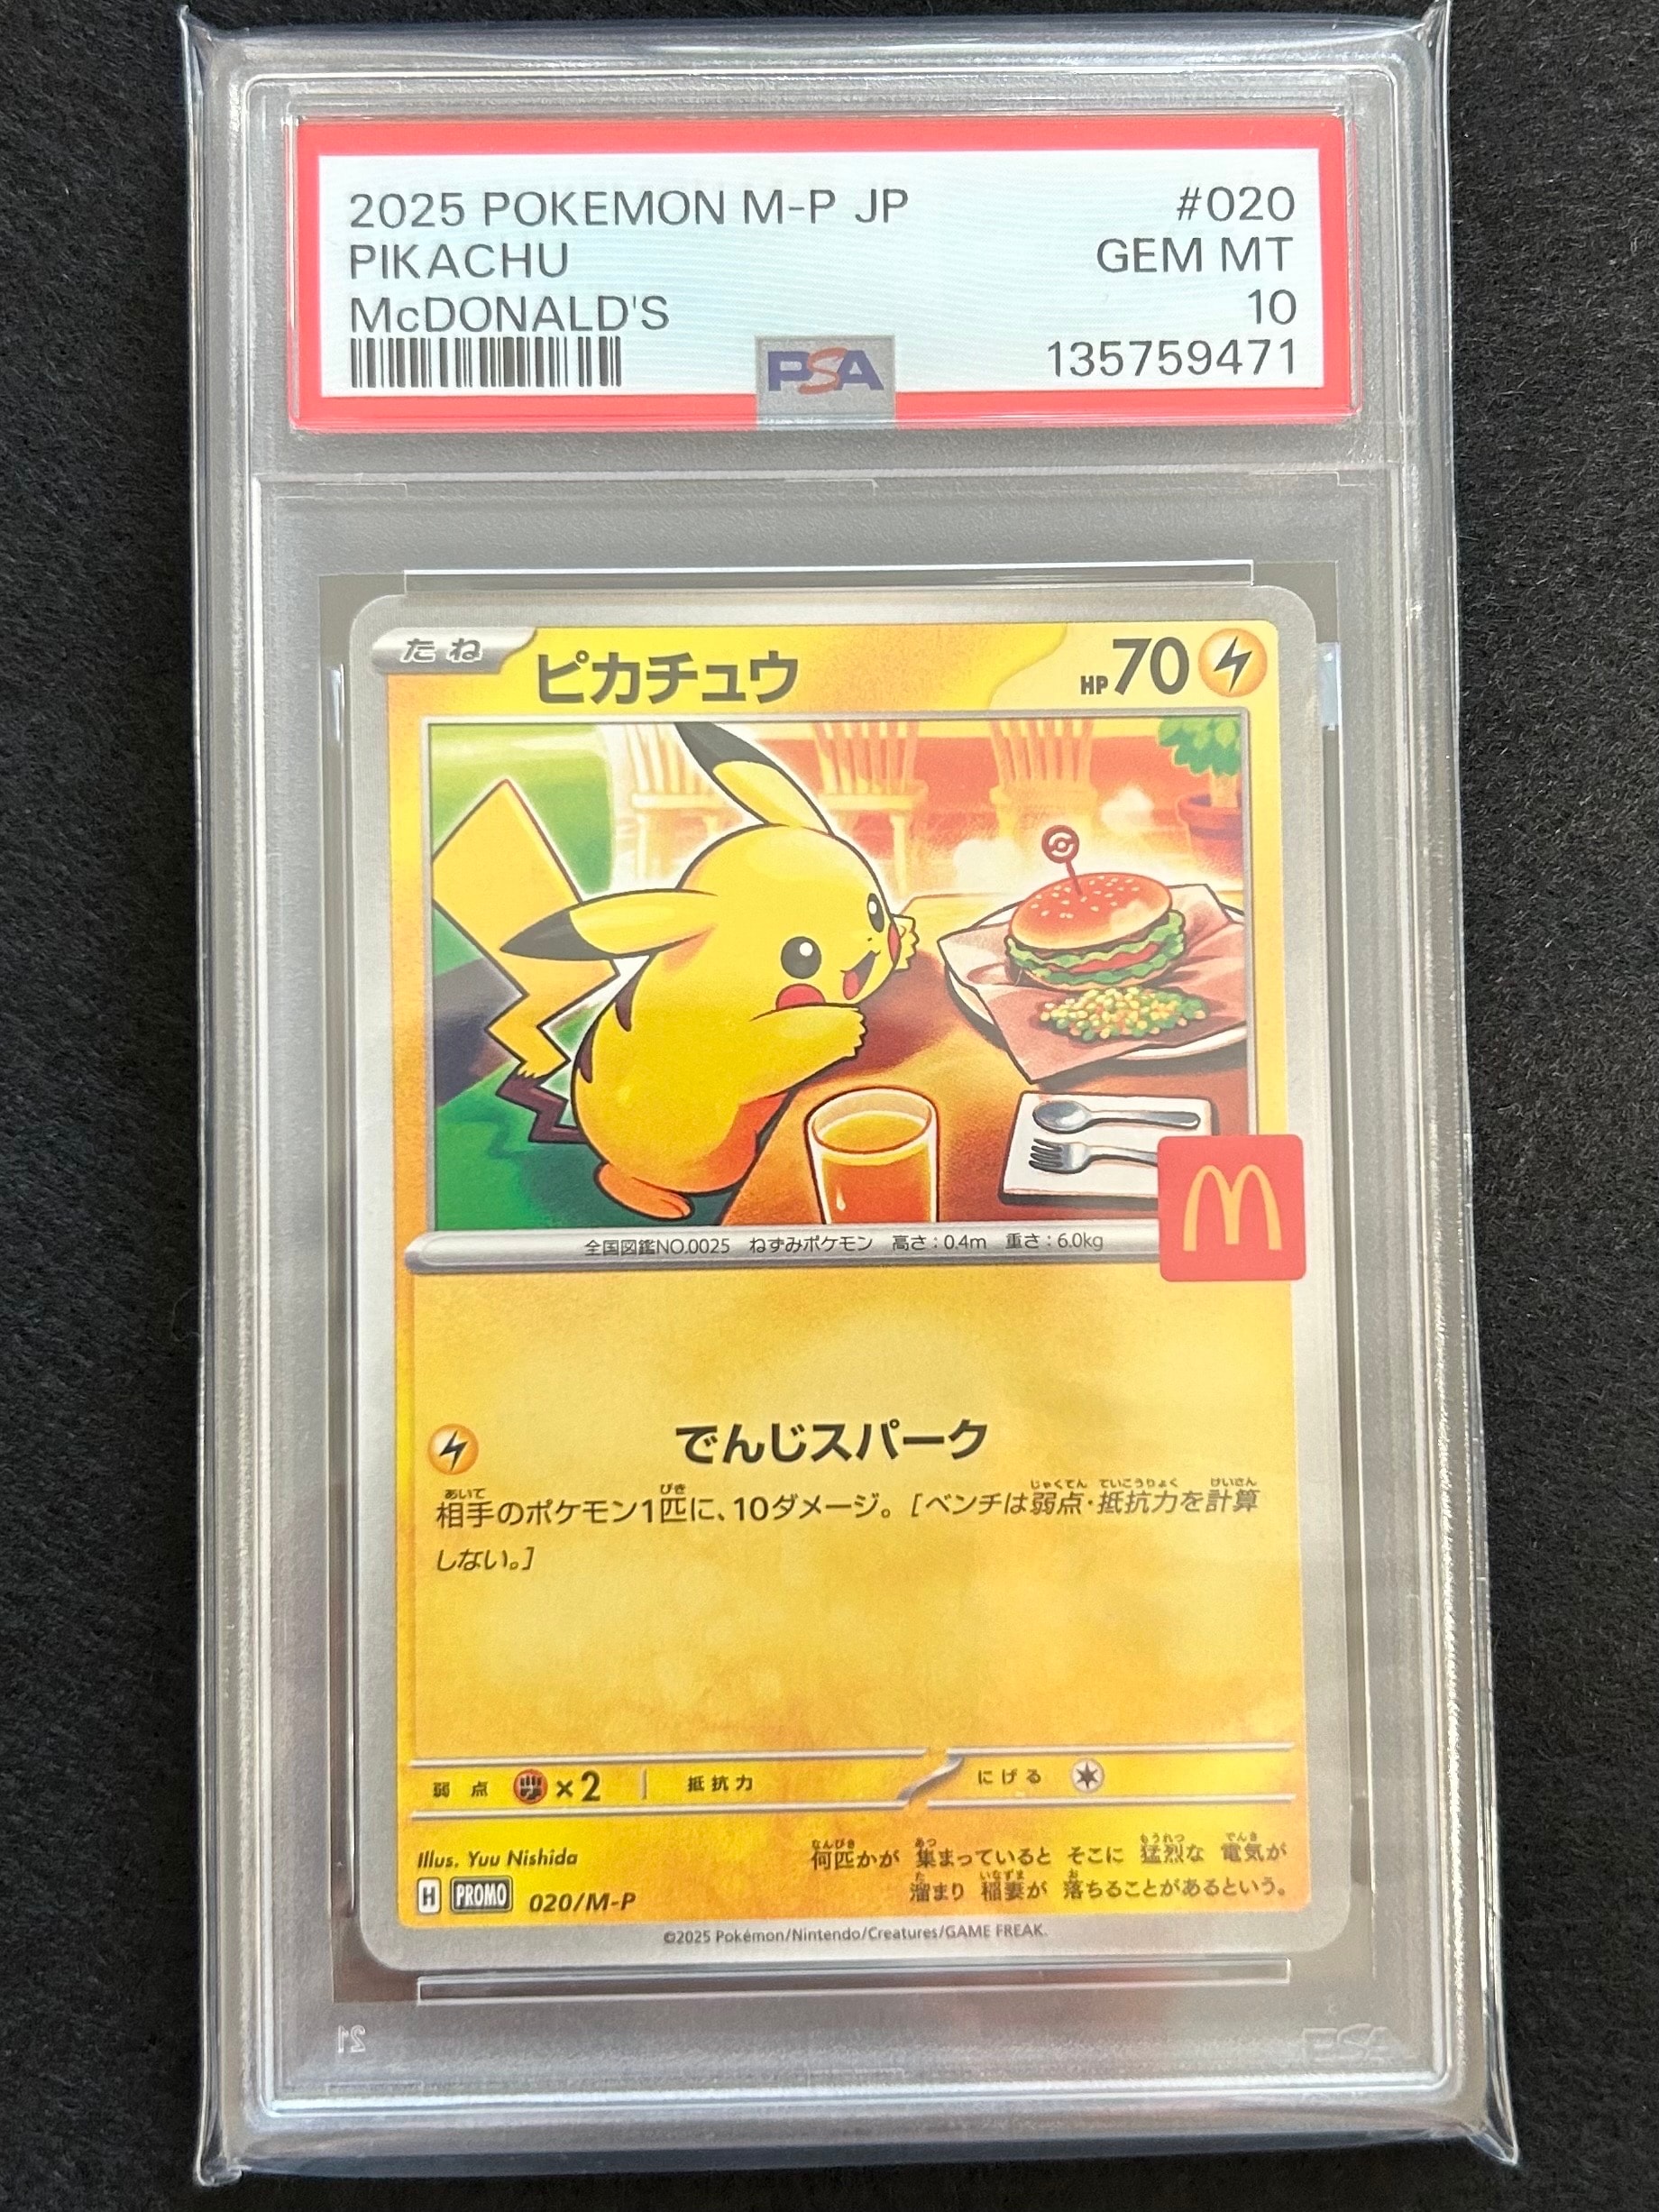 2025 POKEMON M-P JP #020
PIKACHU GEM MT
McDONALD'S 10
PSA 135759471
たね ピカチュウ HP70
M
全国図鑑NO.0025 ねずみポケモン 高さ:0.4m 重さ:6.0kg
でんじスパーク
相手のポケモン1匹に、10ダメージ。[ベンチは弱点・抵抗力を計算
しない。]
弱点 ×2 抵抗力 にげる
Illus. Yuu Nishida
H PROMO 020/M-P
何匹かが 集まっていると そこに 猛烈な 電気が
溜まり 稲妻が 落ちることがあるという。
©2025 Pokémon/Nintendo/Creatures/GAME FREAK.
21 PSA